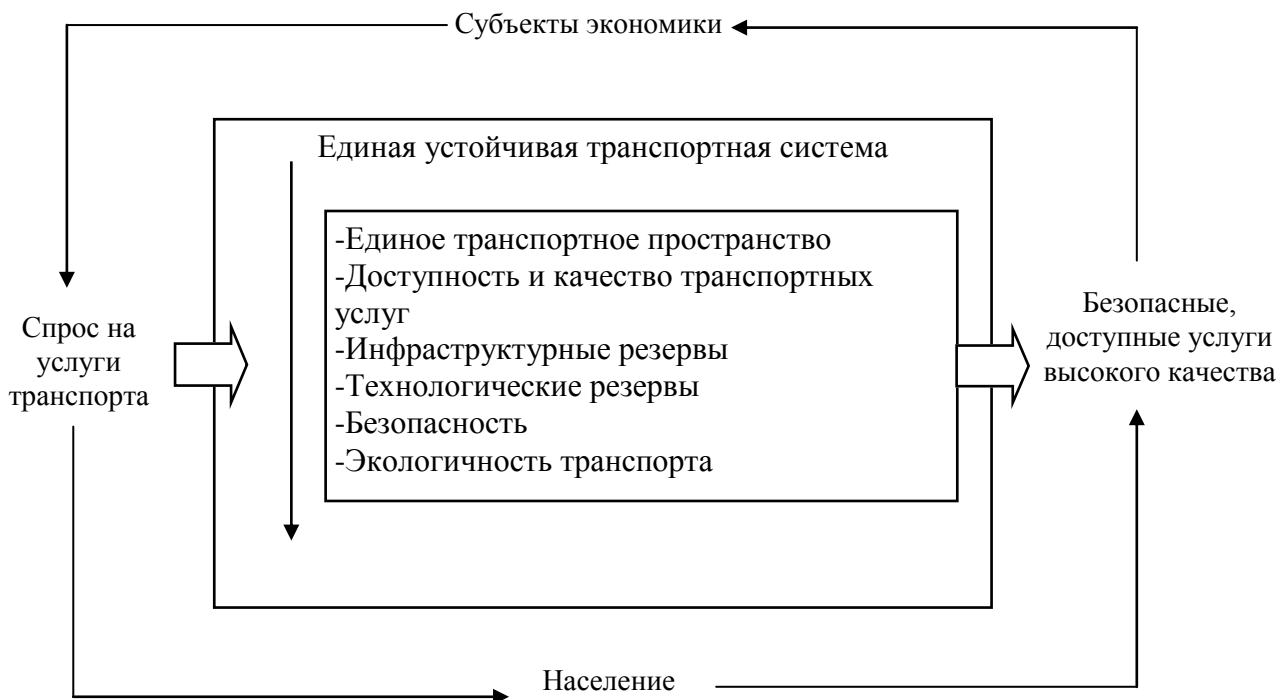 Субъекты экономики
Единая устойчивая транспортная система
-Единое транспортное пространство
-Доступность и качество транспортных
услуг
-Инфраструктурные резервы
-Технологические резервы
-Безопасность
-Экологичность транспорта
Спрос на
услуги
транспорта
Безопасные,
доступные услуги
высокого качества
Население